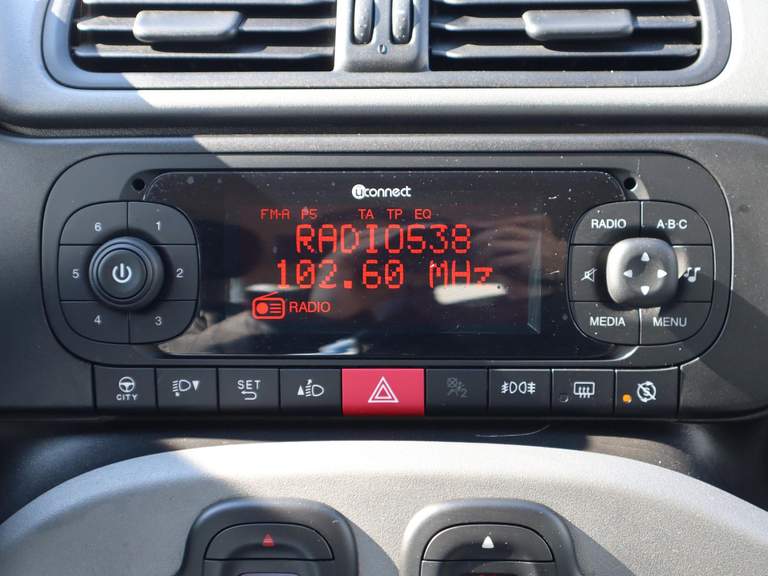 uconnect
FM-A P5 TA TP EQ
RADIO538
102.60 MHz
RADIO
6 1
5 2
4 3
RADIO A·B·C
MEDIA MENU
CITY SET 2